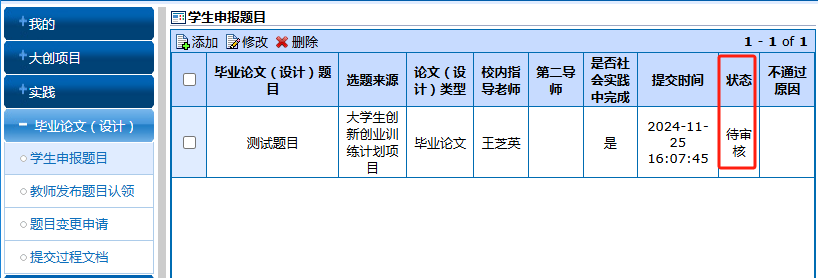 我的
大创项目
实践
毕业论文（设计）
学生申报题目
教师发布题目认领
题目变更申请
提交过程文档
学生申报题目
添加 修改 删除 1 - 1 of 1
毕业论文（设计）题
目
选题来源
论文（设
计）类型
校内指
导老师
第二导
师
是否社
会实践
中完成
提交时间
状态
不通过
原因
测试题目
大学生创
新创业训
练计划项
目
毕业论文
王芝英
是
2024-11-
25
16:07:45
待审
核